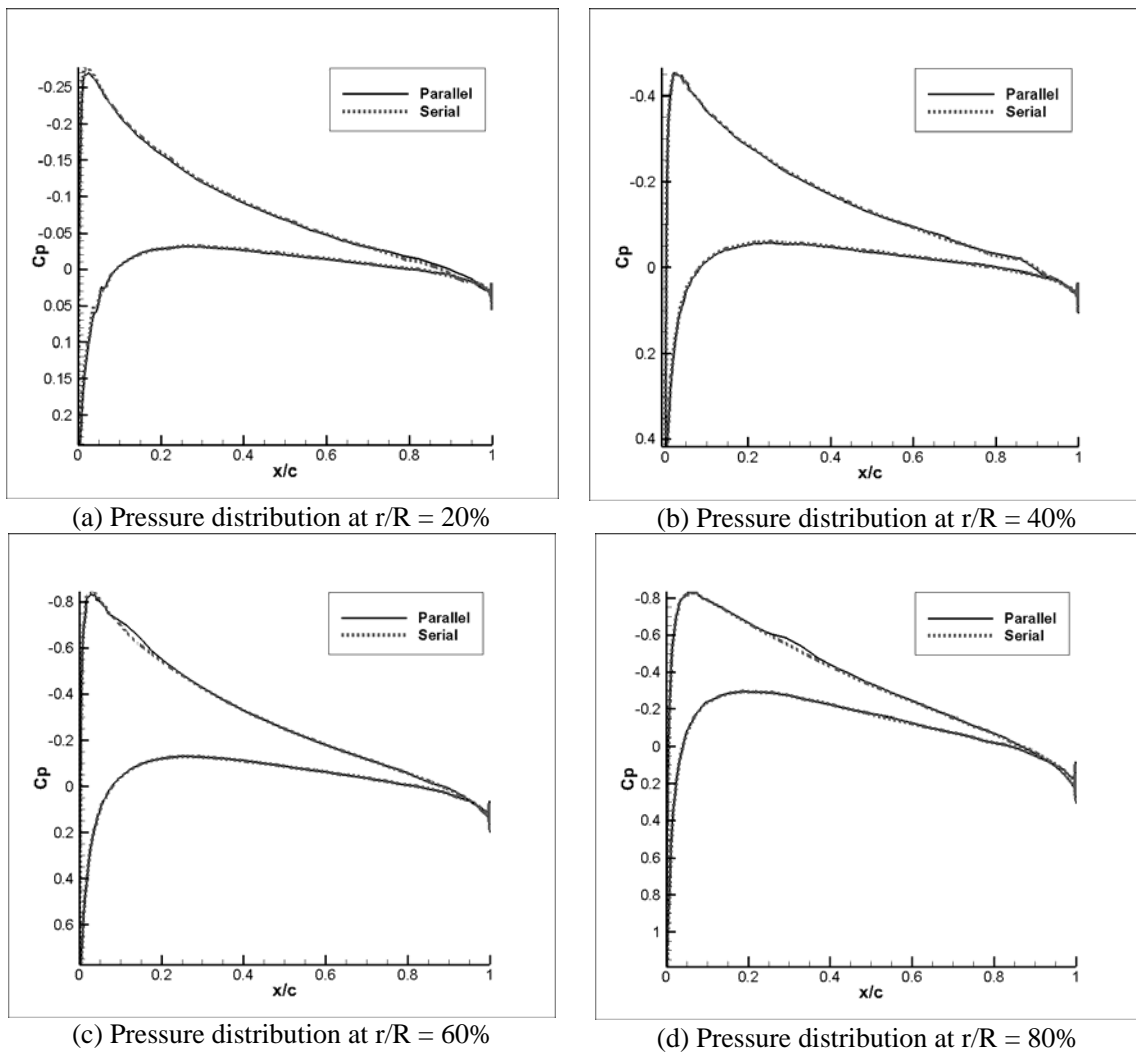 -0.25
-0.2
-0.15
-0.1
-0.05
0
0.05
0.1
0.15
0.2
Cp
0 0.2 0.4 0.6 0.8 1
x/c
Parallel
Serial
(a) Pressure distribution at r/R = 20%
-0.4
-0.2
0
0.2
0.4
Cp
0 0.2 0.4 0.6 0.8 1
x/c
Parallel
Serial
(b) Pressure distribution at r/R = 40%
-0.8
-0.6
-0.4
-0.2
0
0.2
0.4
0.6
Cp
0 0.2 0.4 0.6 0.8 1
x/c
Parallel
Serial
(c) Pressure distribution at r/R = 60%
-0.8
-0.6
-0.4
-0.2
0
0.2
0.4
0.6
0.8
1
Cp
0 0.2 0.4 0.6 0.8 1
x/c
Parallel
Serial
(d) Pressure distribution at r/R = 80%